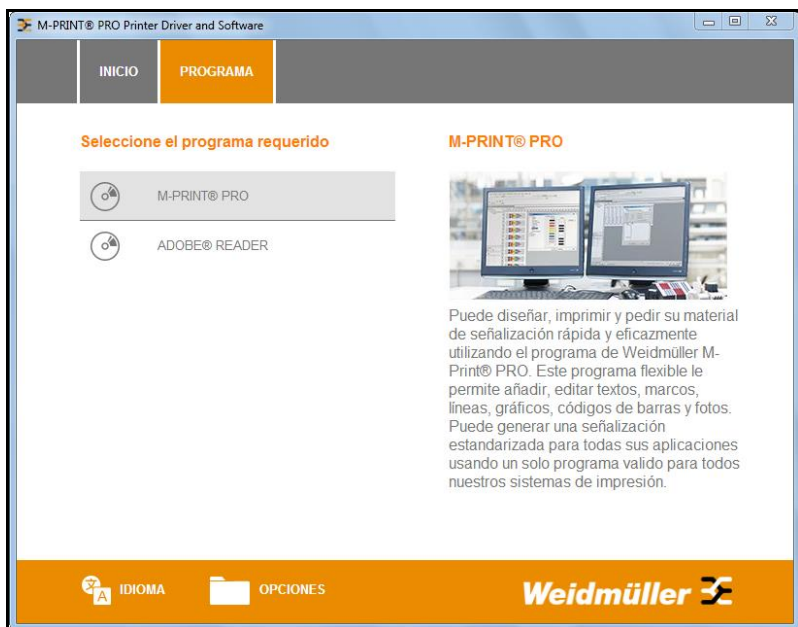 M-PRINT® PRO Printer Driver and Software
INICIO
PROGRAMA
Seleccione el programa requerido
M-PRINT® PRO
ADOBE® READER
M-PRINT® PRO
Puede diseñar, imprimir y pedir su material
de señalización rápida y eficazmente
utilizando el programa de Weidmüller M-
Print® PRO. Este programa flexible le
permite añadir, editar textos, marcos,
líneas, gráficos, códigos de barras y fotos.
Puede generar una señalización
estandarizada para todas sus aplicaciones
usando un solo programa valido para todos
nuestros sistemas de impresión.
IDIOMA
OPCIONES
Weidmüller